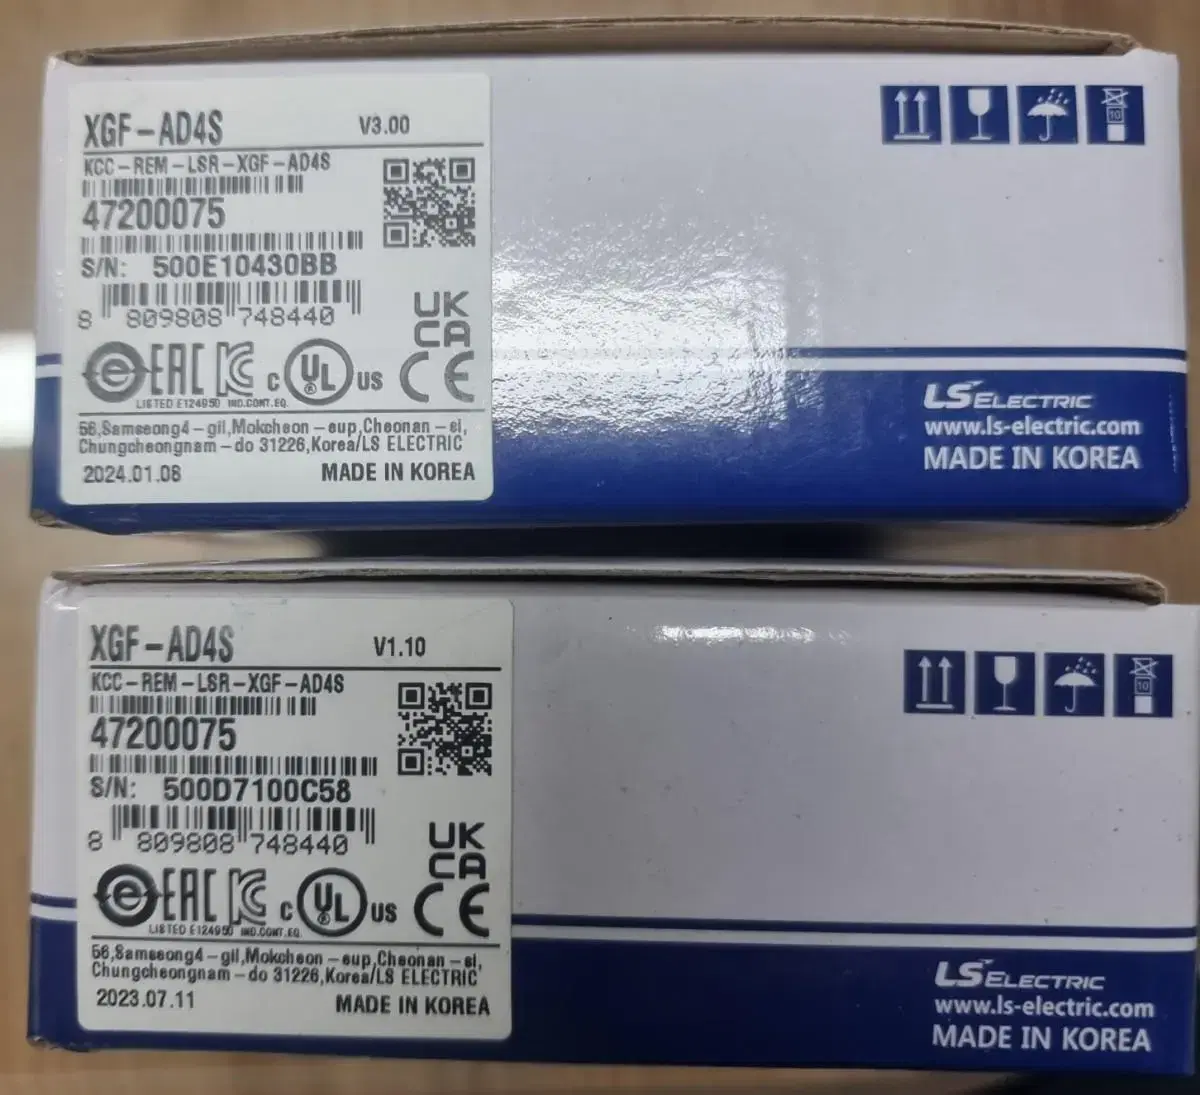 XGF-AD4S V3.00
KCC-REM-LSR-XGF-AD4S
47200075
S/N: 500E10430BB
8 809808 748440
UK
CA
EAC C UL US CE
LISTED E124950 IND.CONT.EQ.
56,Samseong4-gil,Mokcheon-eup,Cheonan-si,
Chungcheongnam-do 31226,Korea/LS ELECTRIC
2024.01.08 MADE IN KOREA
10
LS ELECTRIC
www.ls-electric.com
MADE IN KOREA
XGF-AD4S V1.10
KCC-REM-LSR-XGF-AD4S
47200075
S/N: 500D7100C58
8 809808 748440
UK
CA
EAC C UL US CE
LISTED E124950 IND.CONT.EQ.
56,Samseong4-gil,Mokcheon-eup,Cheonan-si,
Chungcheongnam-do 31226,Korea/LS ELECTRIC
2023.07.11 MADE IN KOREA
10
LS ELECTRIC
www.ls-electric.com
MADE IN KOREA